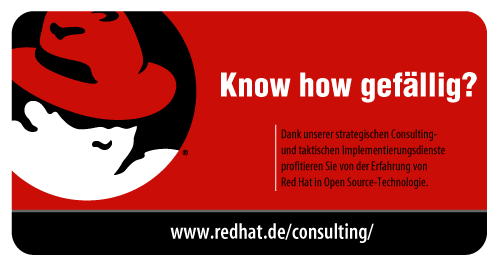 Know how gefällig?
Dank unserer strategischen Consulting-
und taktischen Implementierungsdienste
profitieren Sie von der Erfahrung von
Red Hat in Open Source-Technologie.
®
www.redhat.de/consulting/